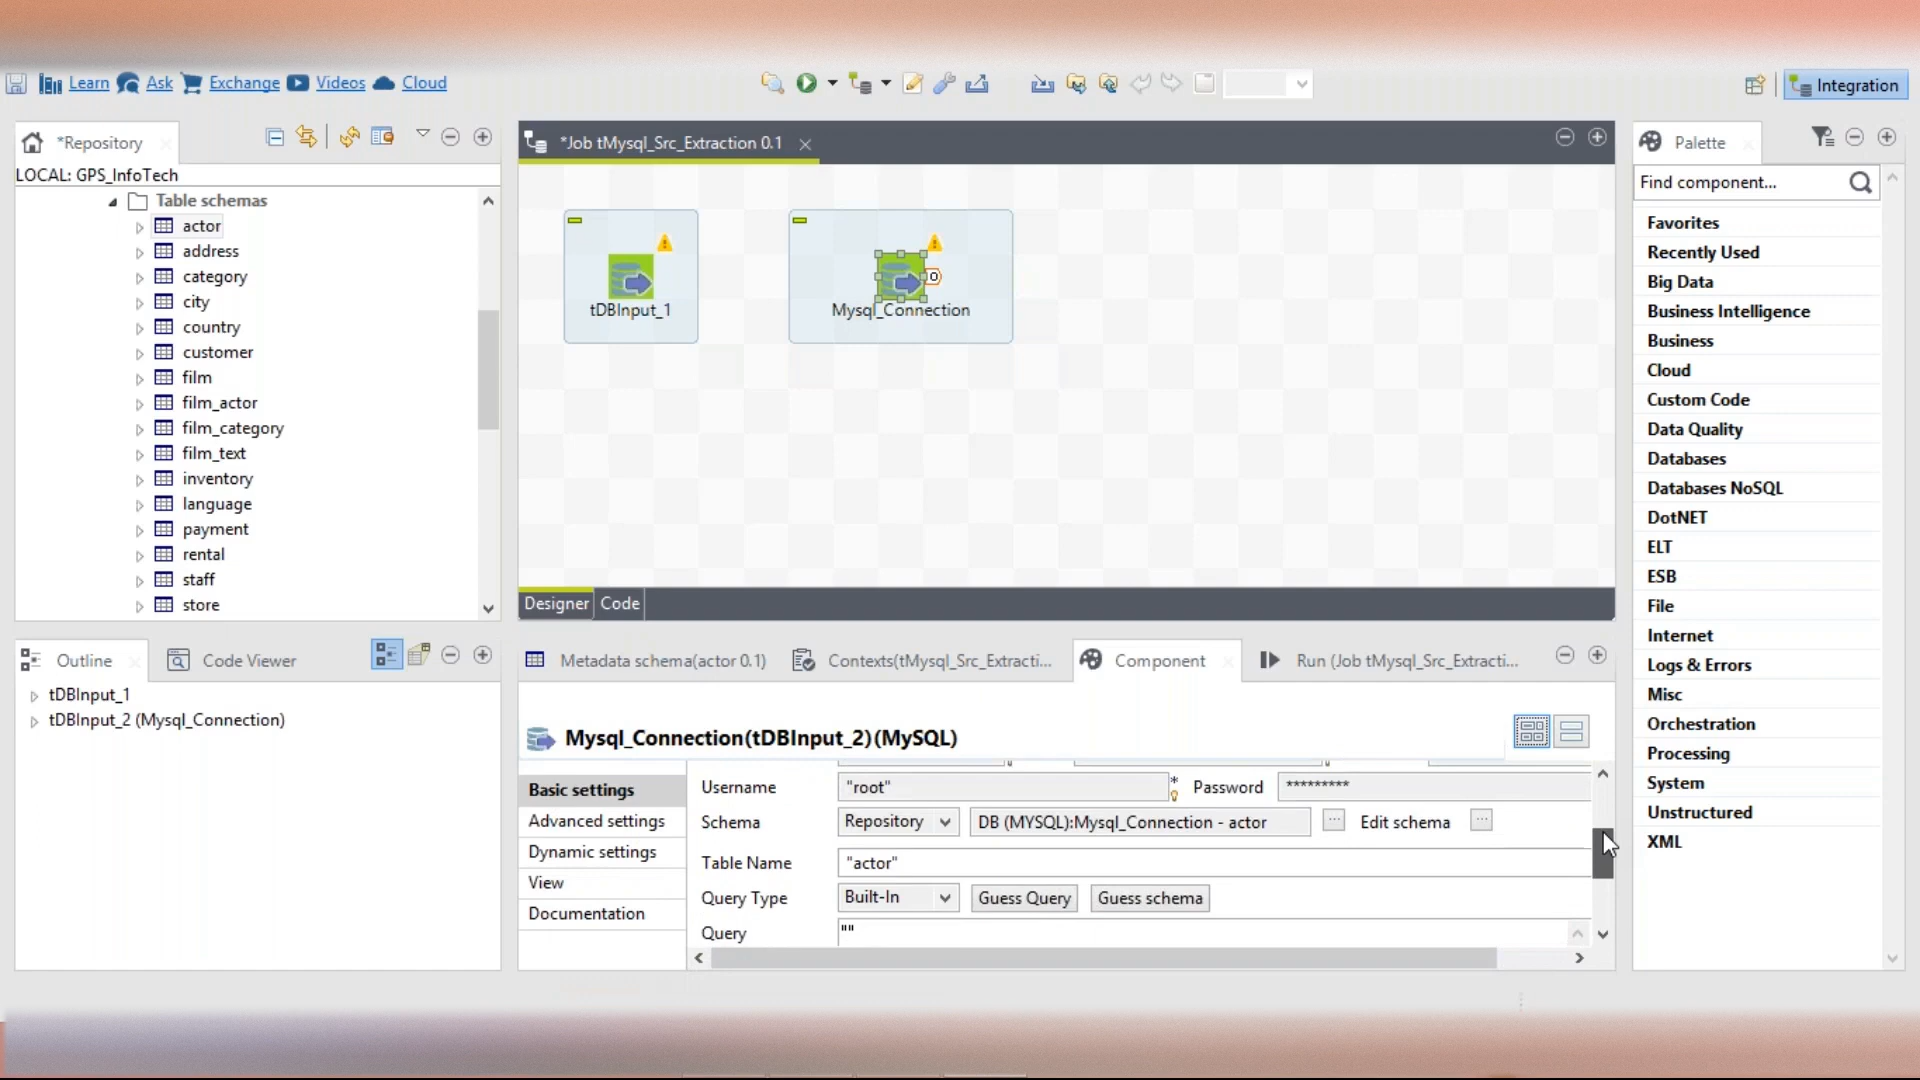 Learn Ask Exchange Videos Cloud
Integration
*Repository
LOCAL: GPS_InfoTech
Table schemas
actor
address
category
city
country
customer
film
film_actor
film_category
film_text
inventory
language
payment
rental
staff
store
*Job tMysql_Src_Extraction 0.1
tDBInput_1
Mysql_Connection
Designer Code
Palette
Find component...
Favorites
Recently Used
Big Data
Business Intelligence
Business
Cloud
Custom Code
Data Quality
Databases
Databases NoSQL
DotNET
ELT
ESB
File
Internet
Logs & Errors
Misc
Orchestration
Processing
System
Unstructured
XML
Outline Code Viewer
tDBInput_1
tDBInput_2 (Mysql_Connection)
Metadata schema(actor 0.1) Contexts(tMysql_Src_Extracti... Component Run (Job tMysql_Src_Extracti...
Mysql_Connection(tDBInput_2)(MySQL)
Basic settings
Advanced settings
Dynamic settings
View
Documentation
Username "root" * Password *********
Schema Repository DB (MYSQL):Mysql_Connection - actor ... Edit schema ...
Table Name "actor"
Query Type Built-In Guess Query Guess schema
Query ""